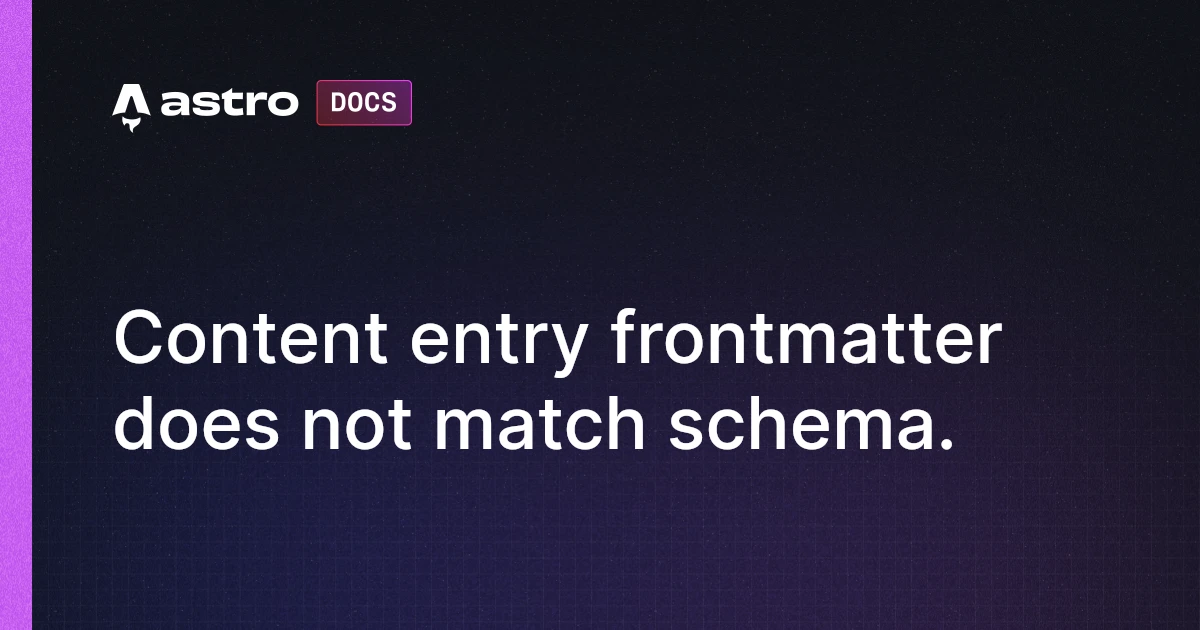 astro DOCS
Content entry frontmatter
does not match schema.